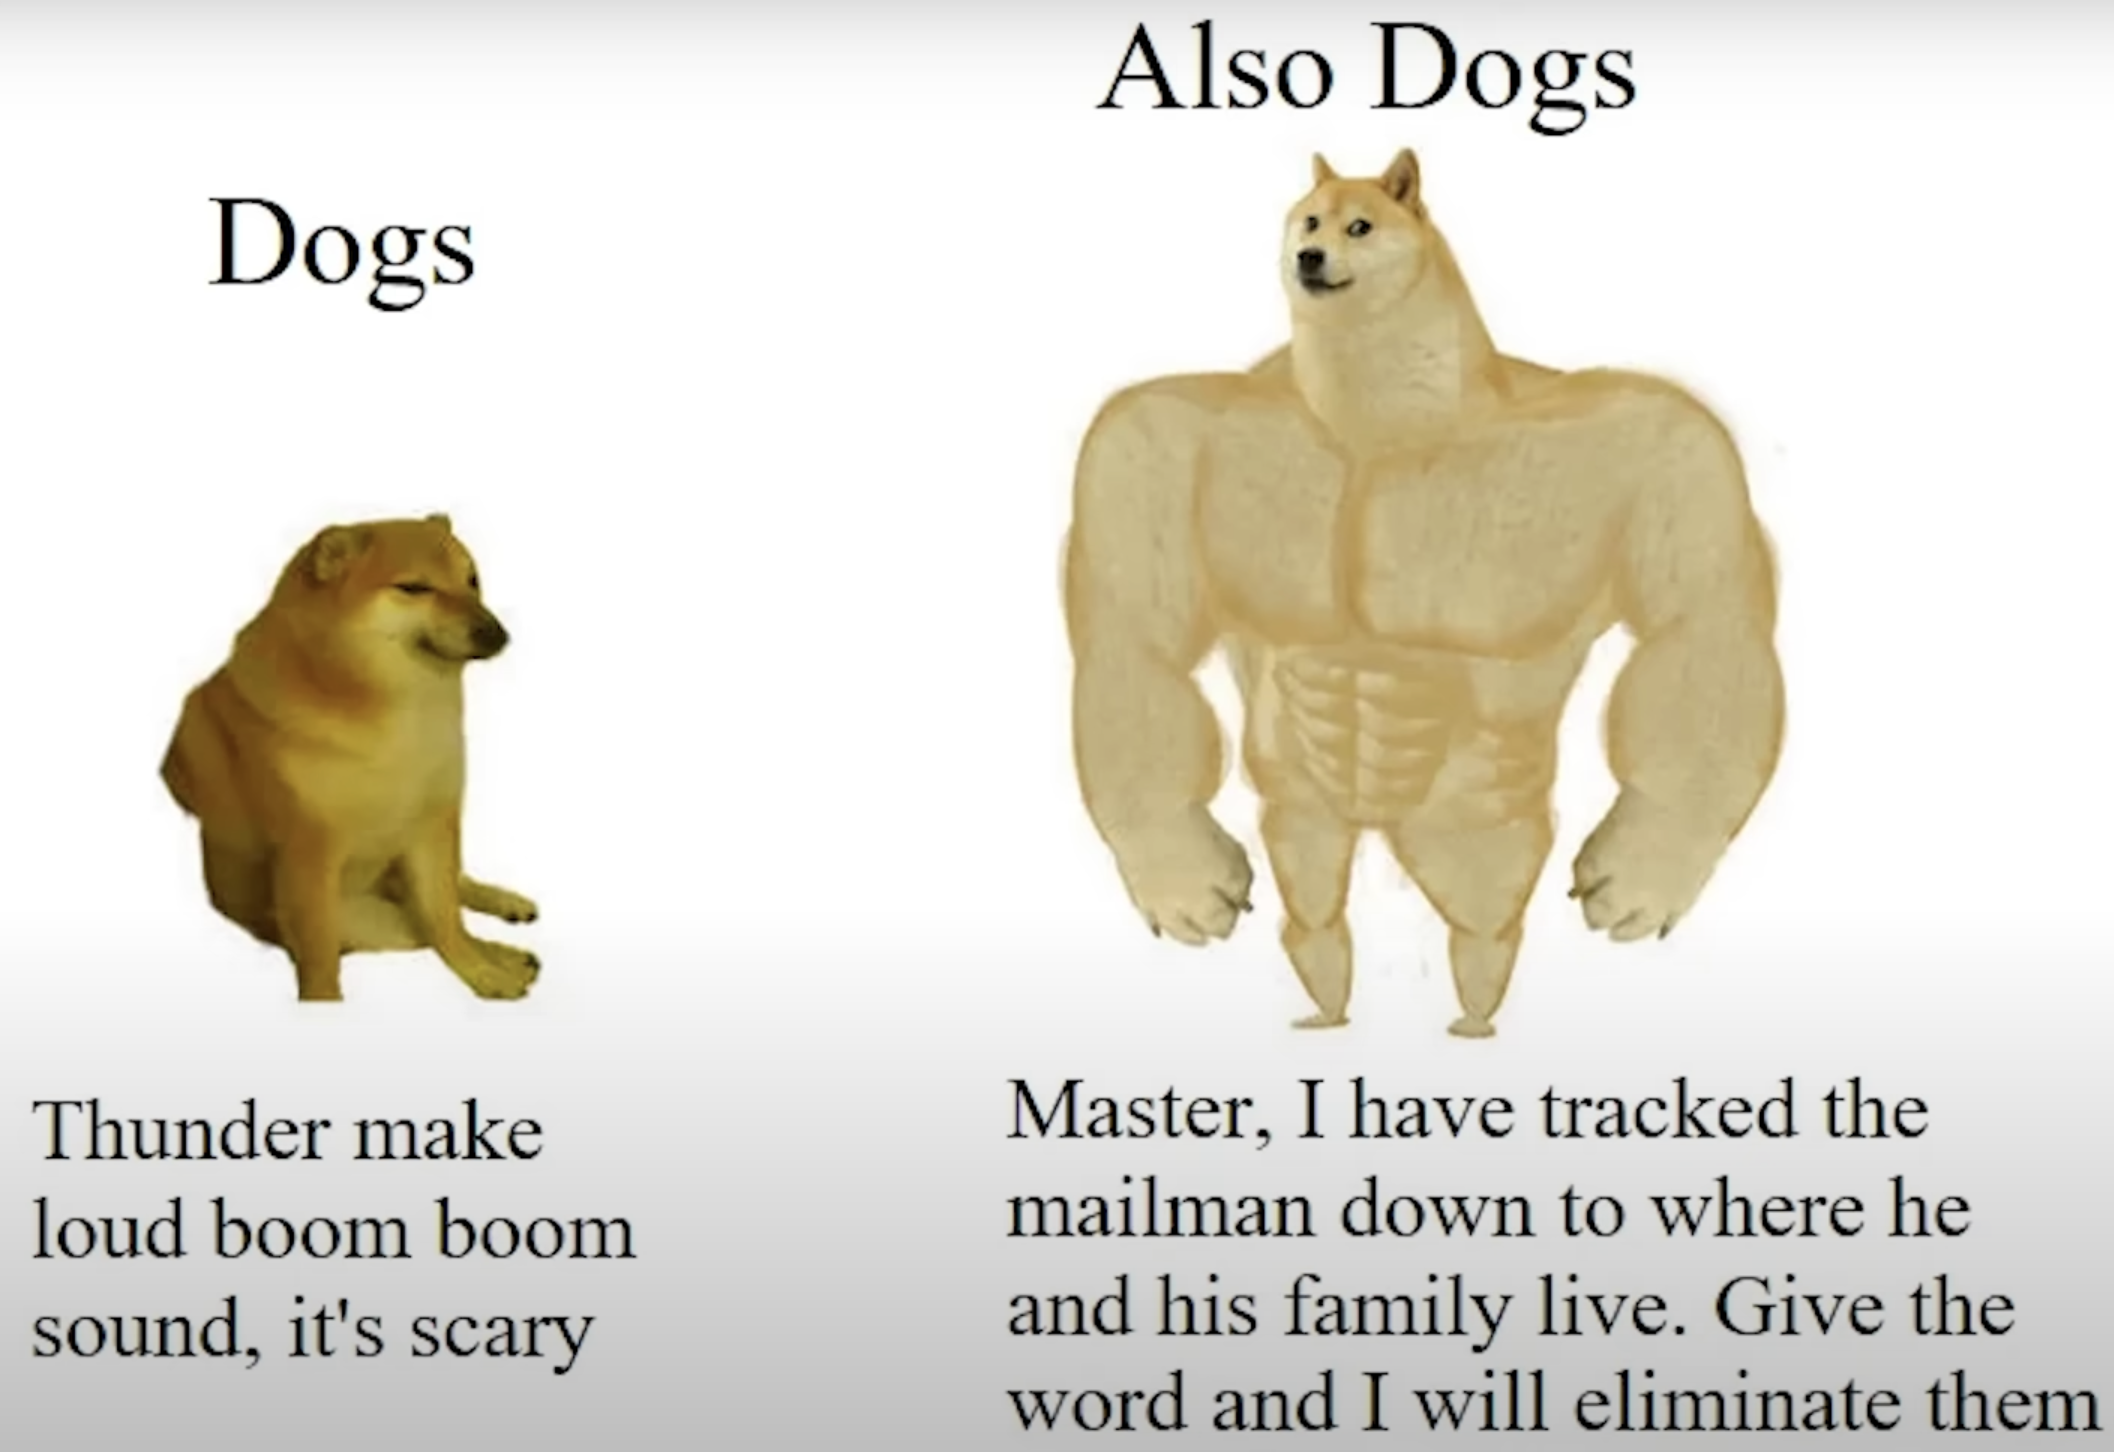 Dogs
Thunder make
loud boom boom
sound, it's scary
Also Dogs
Master, I have tracked the
mailman down to where he
and his family live. Give the
word and I will eliminate them